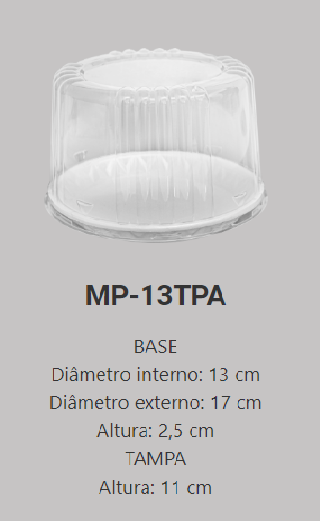 MP-13TPA
BASE
Diâmetro interno: 13 cm
Diâmetro externo: 17 cm
Altura: 2,5 cm
TAMPA
Altura: 11 cm